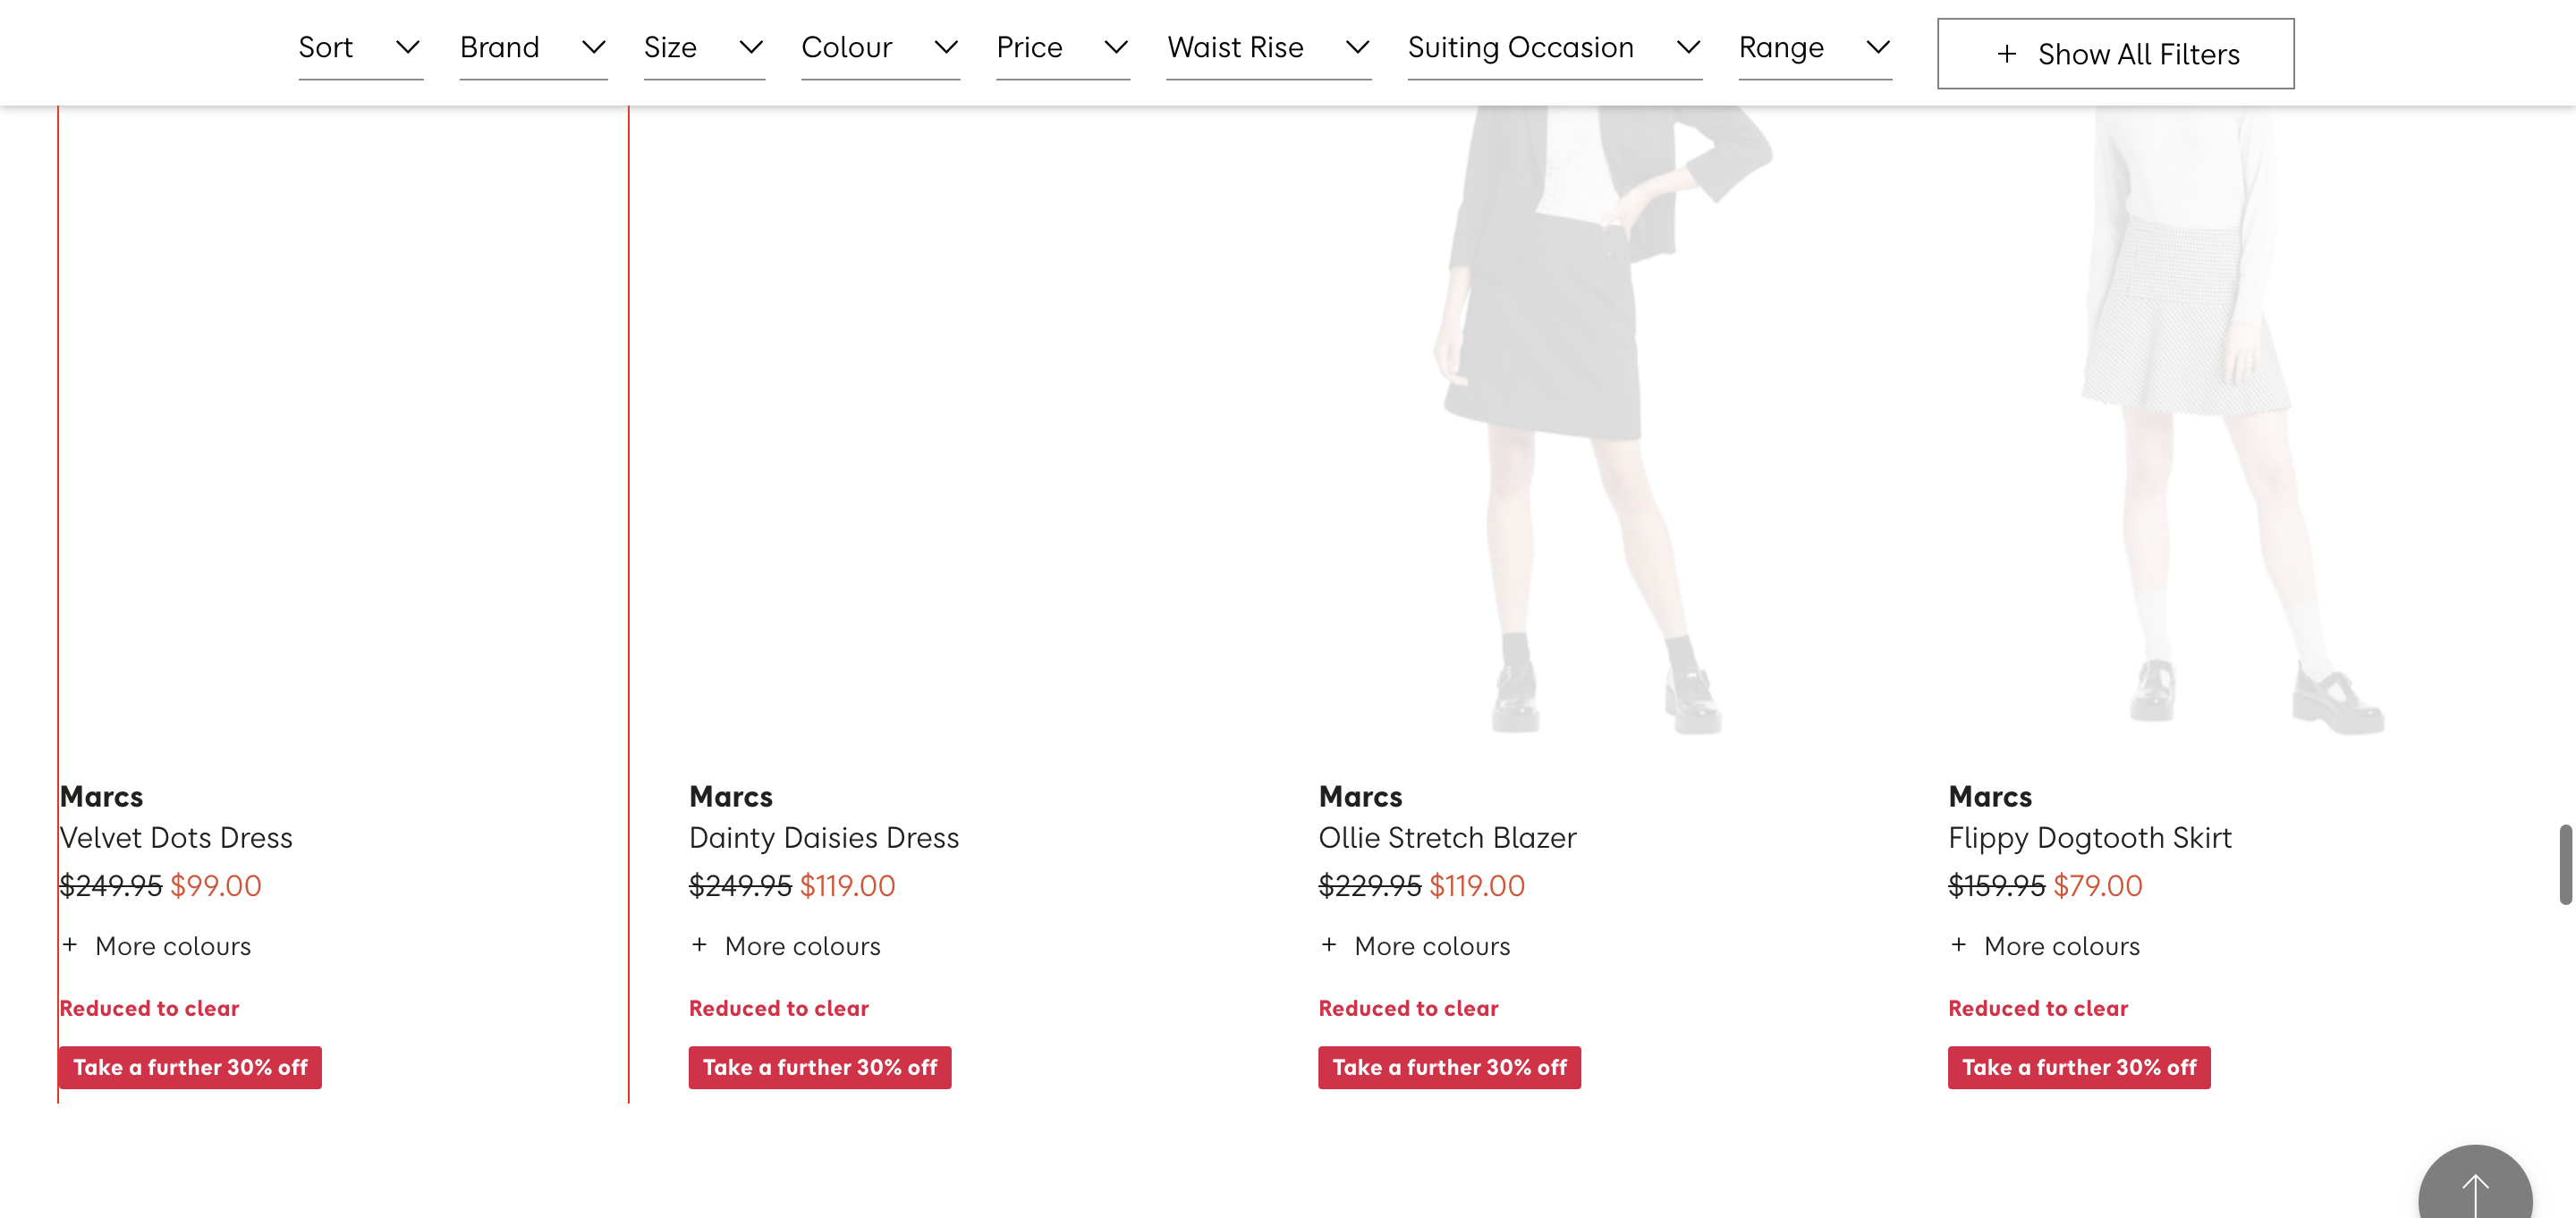 Sort Brand Size Colour Price Waist Rise Suiting Occasion Range + Show All Filters
Marcs
Velvet Dots Dress
$249.95 $99.00
+ More colours
Reduced to clear
Take a further 30% off
Marcs
Dainty Daisies Dress
$249.95 $119.00
+ More colours
Reduced to clear
Take a further 30% off
Marcs
Ollie Stretch Blazer
$229.95 $119.00
+ More colours
Reduced to clear
Take a further 30% off
Marcs
Flippy Dogtooth Skirt
$159.95 $79.00
+ More colours
Reduced to clear
Take a further 30% off